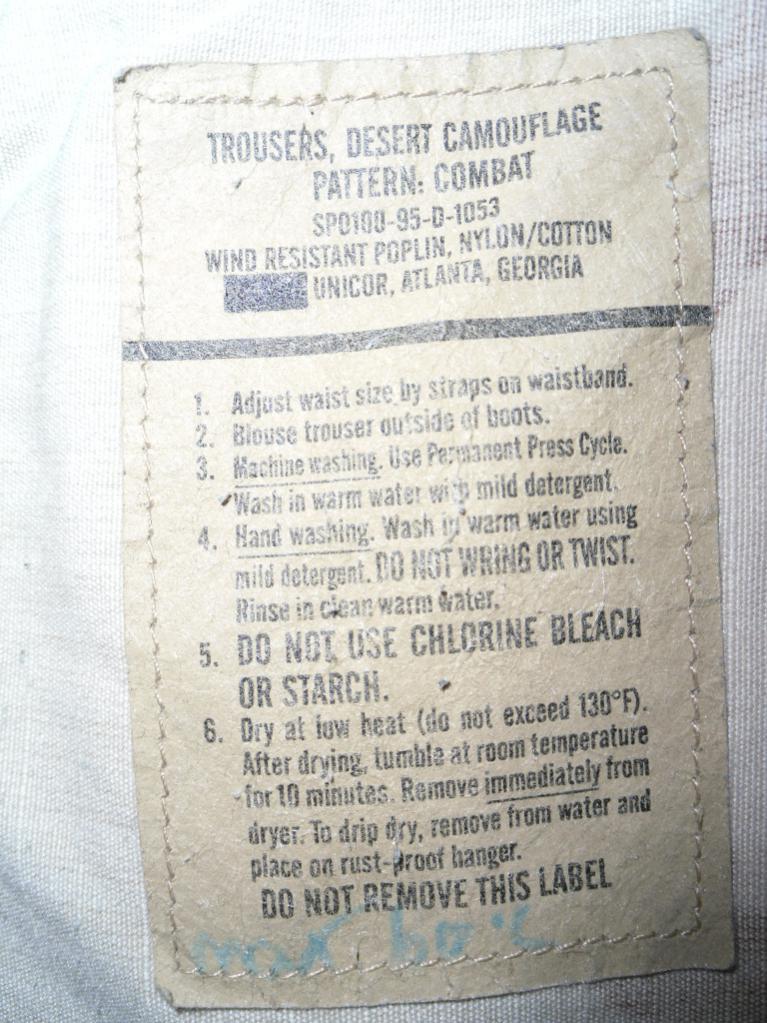 TROUSERS, DESERT CAMOUFLAGE
PATTERN: COMBAT
SPO100-95-D-1053
WIND RESISTANT POPLIN, NYLON/COTTON
UNICOR, ATLANTA, GEORGIA
1. Adjust waist size by straps on waistband.
2. Blouse trouser outside of boots.
3. Machine washing. Use Permanent Press Cycle.
Wash in warm water with mild detergent.
4. Hand washing. Wash in warm water using
mild detergent. DO NOT WRING OR TWIST.
Rinse in clean warm water.
5. DO NOT USE CHLORINE BLEACH
OR STARCH.
6. Dry at low heat (do not exceed 130°F).
After drying, tumble at room temperature
for 10 minutes. Remove immediately from
dryer. To drip dry, remove from water and
place on rust-proof hanger.
DO NOT REMOVE THIS LABEL